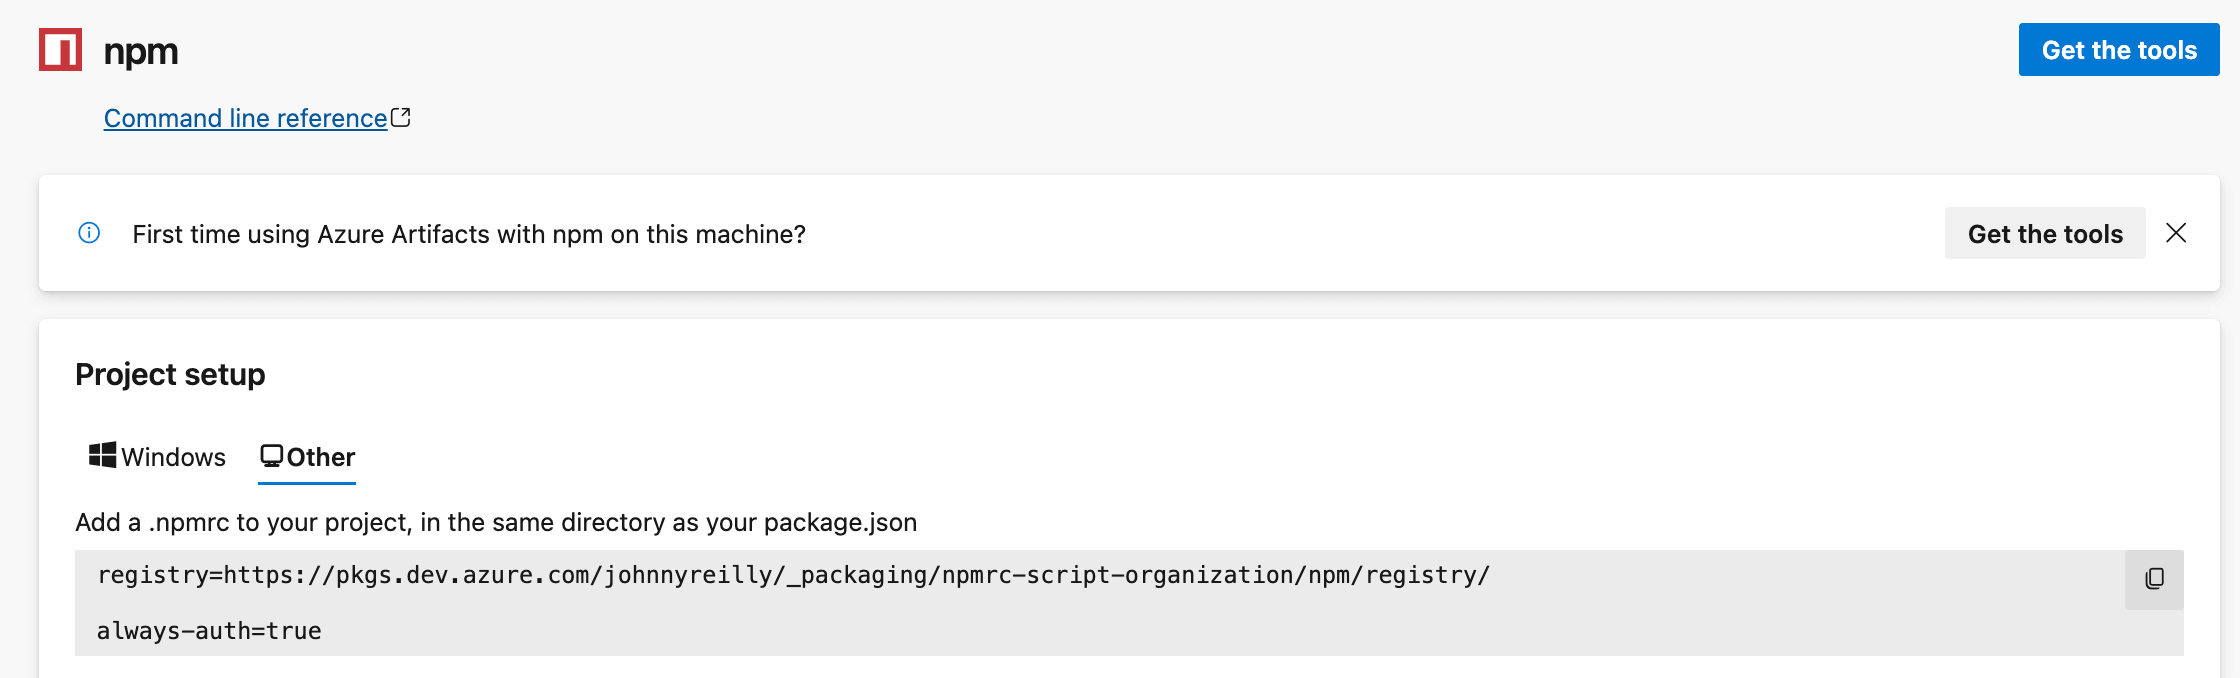 npm
Get the tools
Command line reference
First time using Azure Artifacts with npm on this machine?
Get the tools
Project setup
Windows
Other
Add a .npmrc to your project, in the same directory as your package.json
registry=https://pkgs.dev.azure.com/johnnyreilly/_packaging/npmrc-script-organization/npm/registry/
always-auth=true